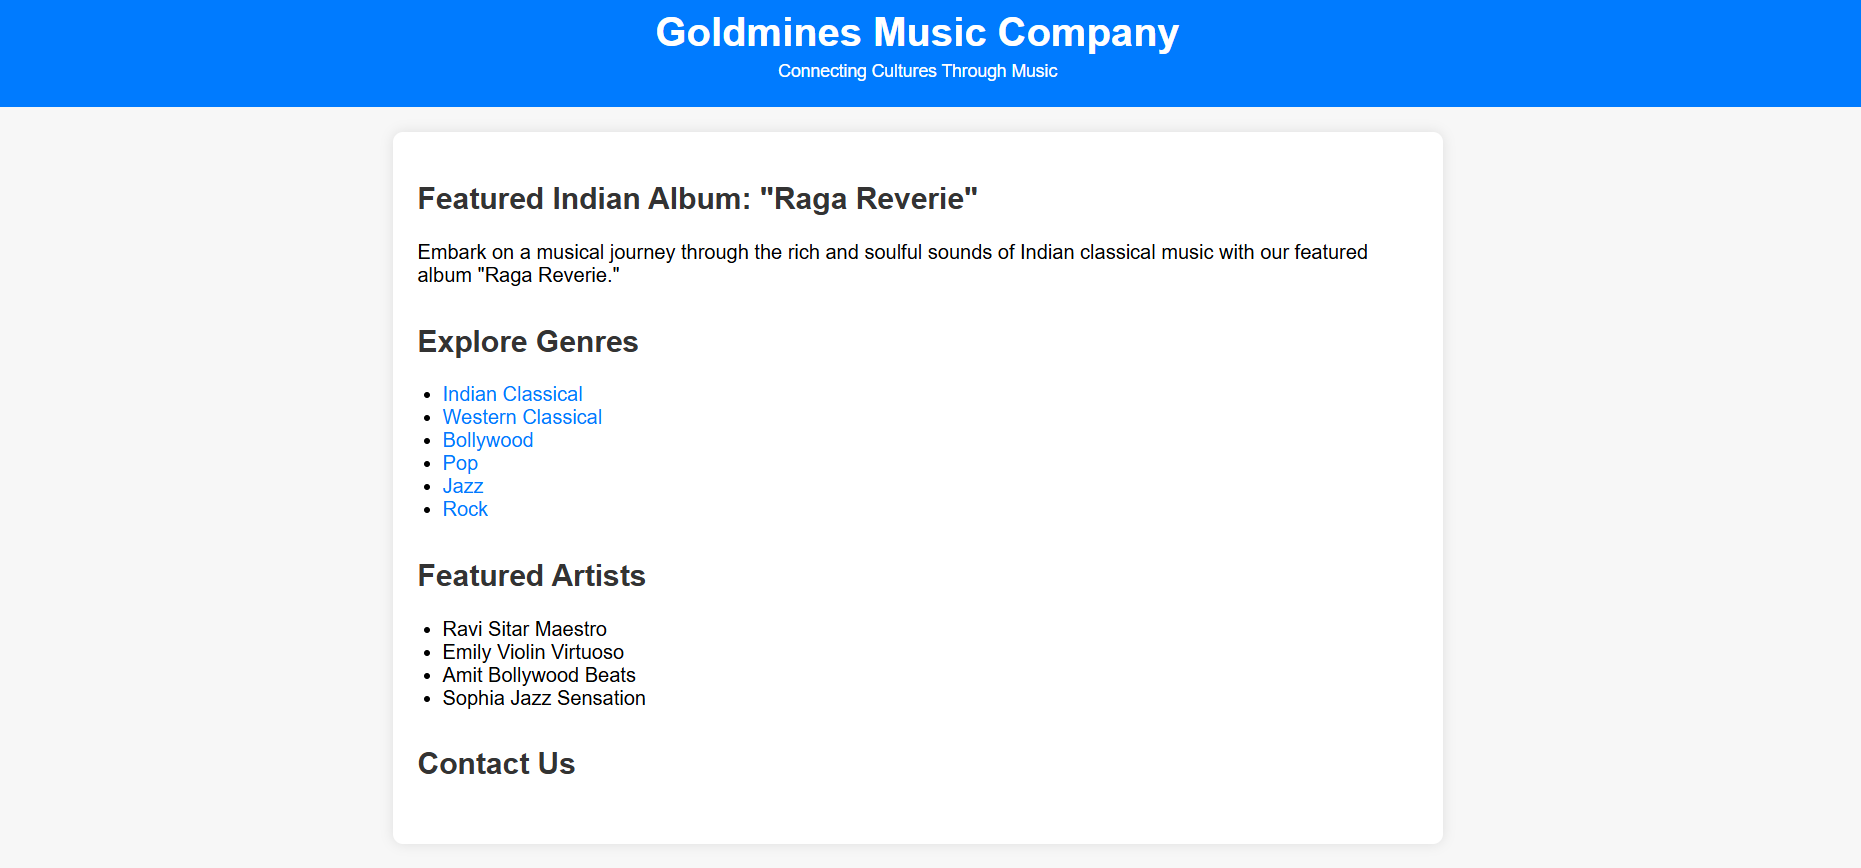 Goldmines Music Company
Connecting Cultures Through Music
Featured Indian Album: "Raga Reverie"
Embark on a musical journey through the rich and soulful sounds of Indian classical music with our featured
album "Raga Reverie."
Explore Genres
Indian Classical
Western Classical
Bollywood
Pop
Jazz
Rock
Featured Artists
Ravi Sitar Maestro
Emily Violin Virtuoso
Amit Bollywood Beats
Sophia Jazz Sensation
Contact Us